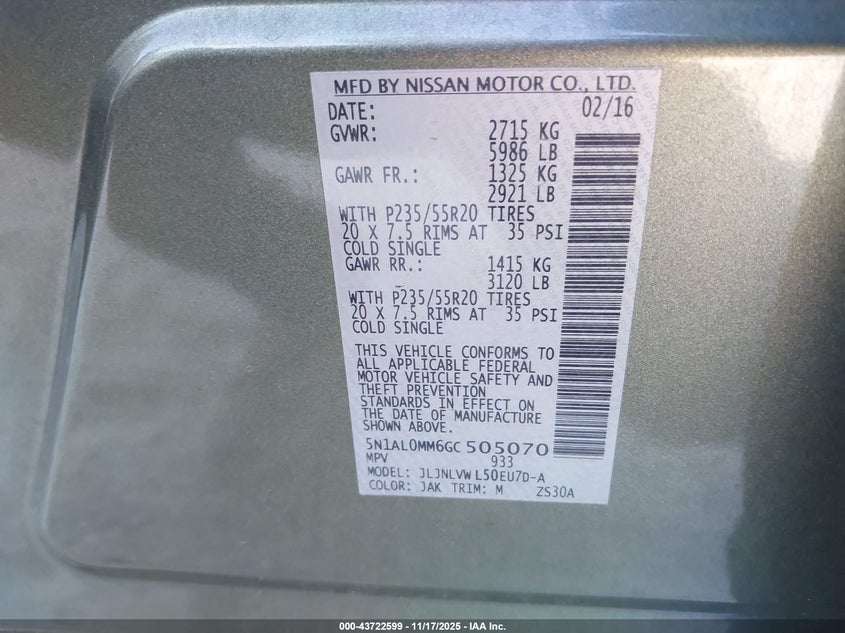 MFD BY NISSAN MOTOR CO., LTD.
DATE: 02/16
GVWR: 2715 KG
5986 LB
GAWR FR.: 1325 KG
2921 LB
WITH P235/55R20 TIRES
20 X 7.5 RIMS AT 35 PSI
COLD SINGLE
GAWR RR.: 1415 KG
3120 LB
WITH P235/55R20 TIRES
20 X 7.5 RIMS AT 35 PSI
COLD SINGLE
THIS VEHICLE CONFORMS TO
ALL APPLICABLE FEDERAL
MOTOR VEHICLE SAFETY AND
THEFT PREVENTION
STANDARDS IN EFFECT ON
THE DATE OF MANUFACTURE
SHOWN ABOVE.
5N1AL0MM6GC505070
MPV 933
MODEL: JLJNLVWL50EU7D-A
COLOR: JAK TRIM: M ZS30A
000-43722599 - 11/17/2025 - IAA Inc.